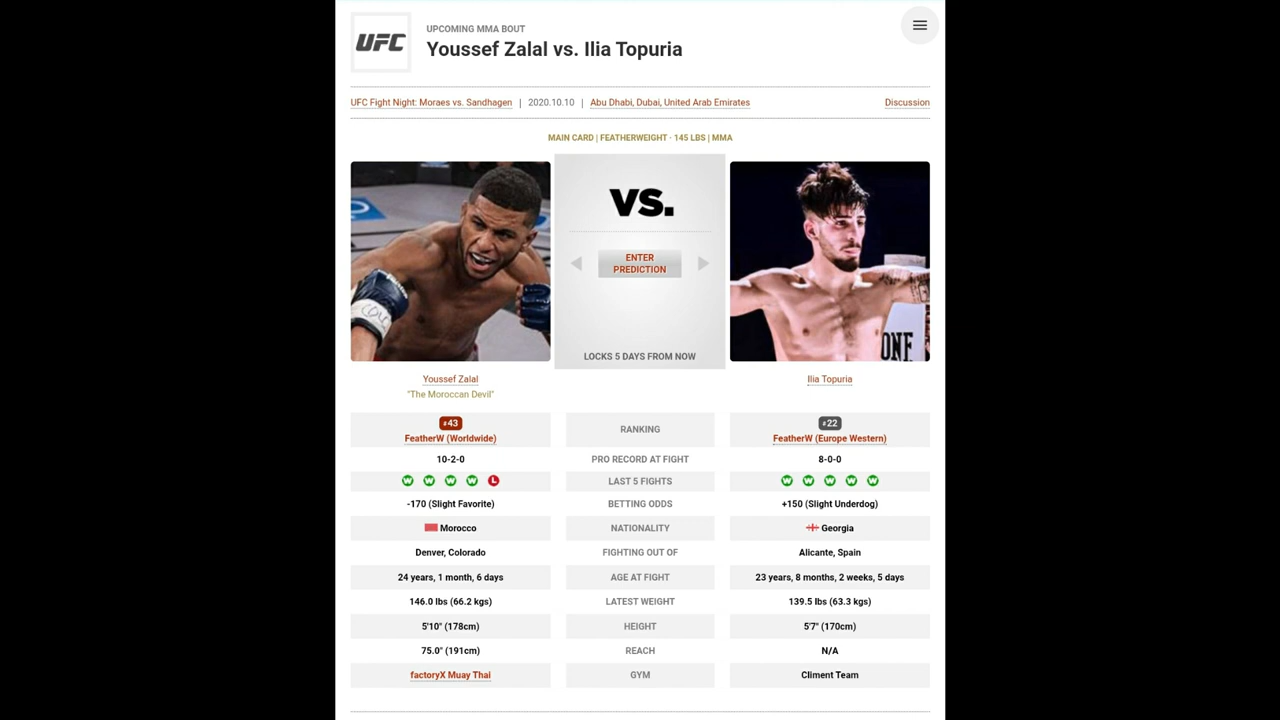 UFC
UPCOMING MMA BOUT
Youssef Zalal vs. Ilia Topuria
UFC Fight Night: Moraes vs. Sandhagen | 2020.10.10 | Abu Dhabi, Dubai, United Arab Emirates Discussion
MAIN CARD | FEATHERWEIGHT · 145 LBS | MMA
VS.
ENTER
PREDICTION
LOCKS 5 DAYS FROM NOW
ONE
Youssef Zalal Ilia Topuria
"The Moroccan Devil"
#43 RANKING #22
FeatherW (Worldwide) FeatherW (Europe Western)
10-2-0 PRO RECORD AT FIGHT 8-0-0
W W W W L LAST 5 FIGHTS W W W W W
-170 (Slight Favorite) BETTING ODDS +150 (Slight Underdog)
Morocco NATIONALITY Georgia
Denver, Colorado FIGHTING OUT OF Alicante, Spain
24 years, 1 month, 6 days AGE AT FIGHT 23 years, 8 months, 2 weeks, 5 days
146.0 lbs (66.2 kgs) LATEST WEIGHT 139.5 lbs (63.3 kgs)
5'10" (178cm) HEIGHT 5'7" (170cm)
75.0" (191cm) REACH N/A
factoryX Muay Thai GYM Climent Team